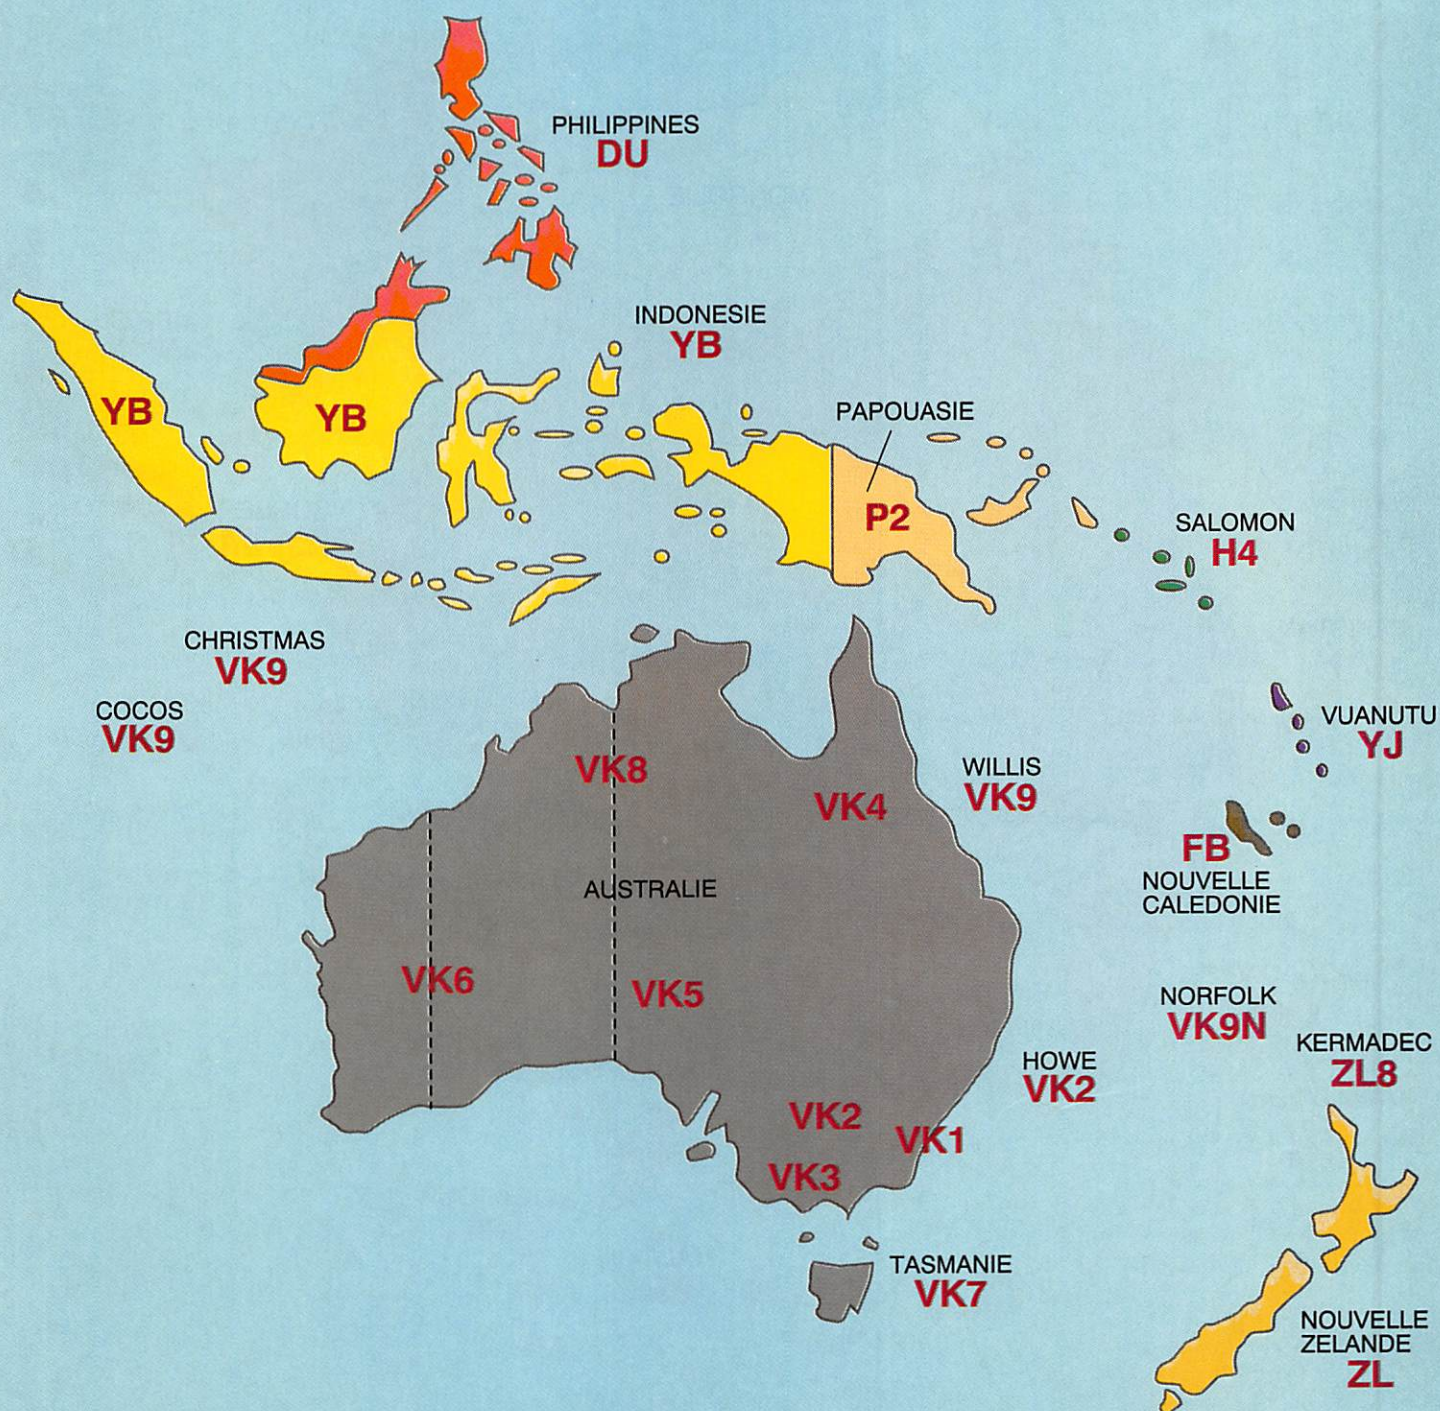 PHILIPPINES
DU
INDONESIE
YB
YB
YB
PAPOUASIE
P2
SALOMON
H4
CHRISTMAS
VK9
COCOS
VK9
VUANUTU
YJ
VK8
WILLIS
VK9
VK4
FB
NOUVELLE
CALEDONIE
AUSTRALIE
VK6
VK5
NORFOLK
VK9N
KERMADEC
ZL8
HOWE
VK2
VK2
VK1
VK3
TASMANIE
VK7
NOUVELLE
ZELANDE
ZL